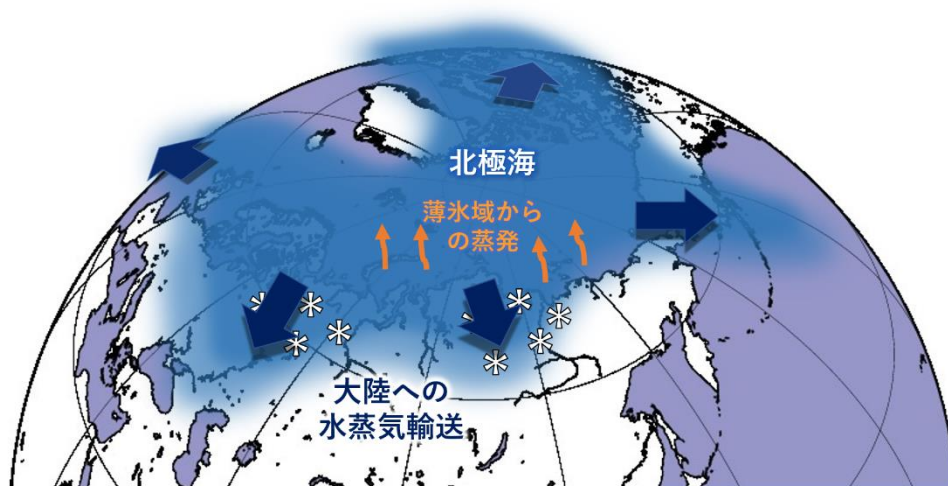 北極海
薄氷域から
の蒸発
大陸への
水蒸気輸送